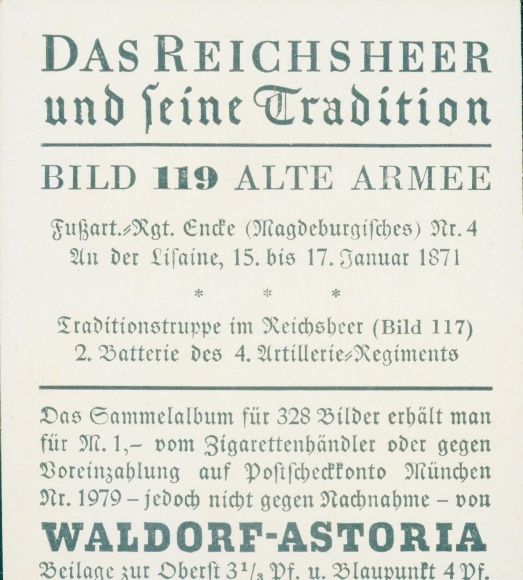 DAS REICHSHEER
und seine Tradition
BILD 119 ALTE ARMEE
Fußart.-Rgt. Encke (Magdeburgisches) Nr. 4
An der Lisaine, 15. bis 17. Januar 1871
* * *
Traditionstruppe im Reichsheer (Bild 117)
2. Batterie des 4. Artillerie-Regiments
Das Sammelalbum für 328 Bilder erhält man
für M. 1,– vom Zigarettenhändler oder gegen
Voreinzahlung auf Postscheckkonto München
Nr. 1979 – jedoch nicht gegen Nachnahme – von
WALDORF-ASTORIA
Beilage zur Oberst 3⅓ Pf. u. Blaupunkt 4 Pf.